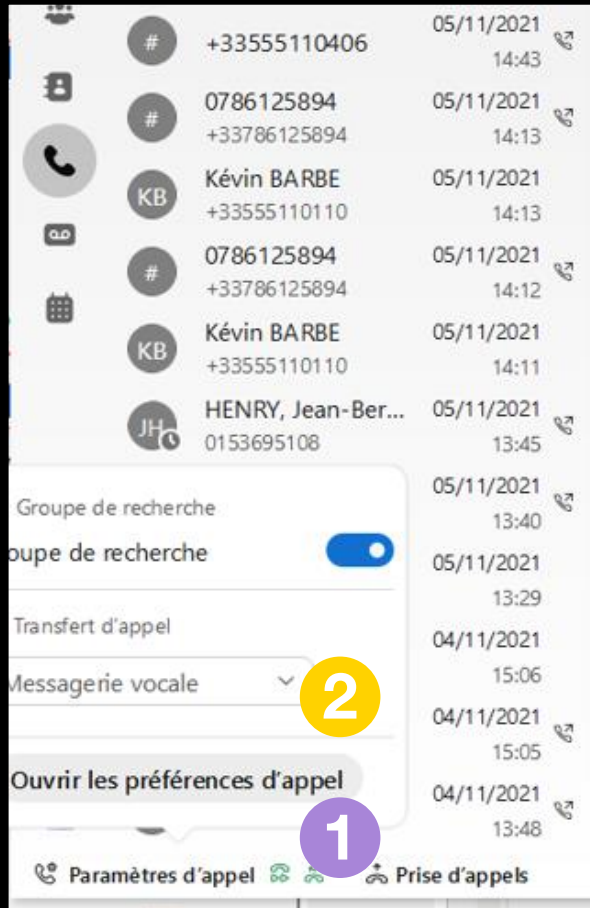 #
+33555110406
05/11/2021
14:43
#
0786125894
+33786125894
05/11/2021
14:13
KB
Kévin BARBE
+33555110110
05/11/2021
14:13
#
0786125894
+33786125894
05/11/2021
14:12
KB
Kévin BARBE
+33555110110
05/11/2021
14:11
JH
HENRY, Jean-Ber...
0153695108
05/11/2021
13:45
05/11/2021
13:40
05/11/2021
13:29
04/11/2021
15:06
04/11/2021
15:05
04/11/2021
13:48
Groupe de recherche
oupe de recherche
Transfert d'appel
Messagerie vocale
2
Ouvrir les préférences d'appel
1
Paramètres d'appel
Prise d'appels